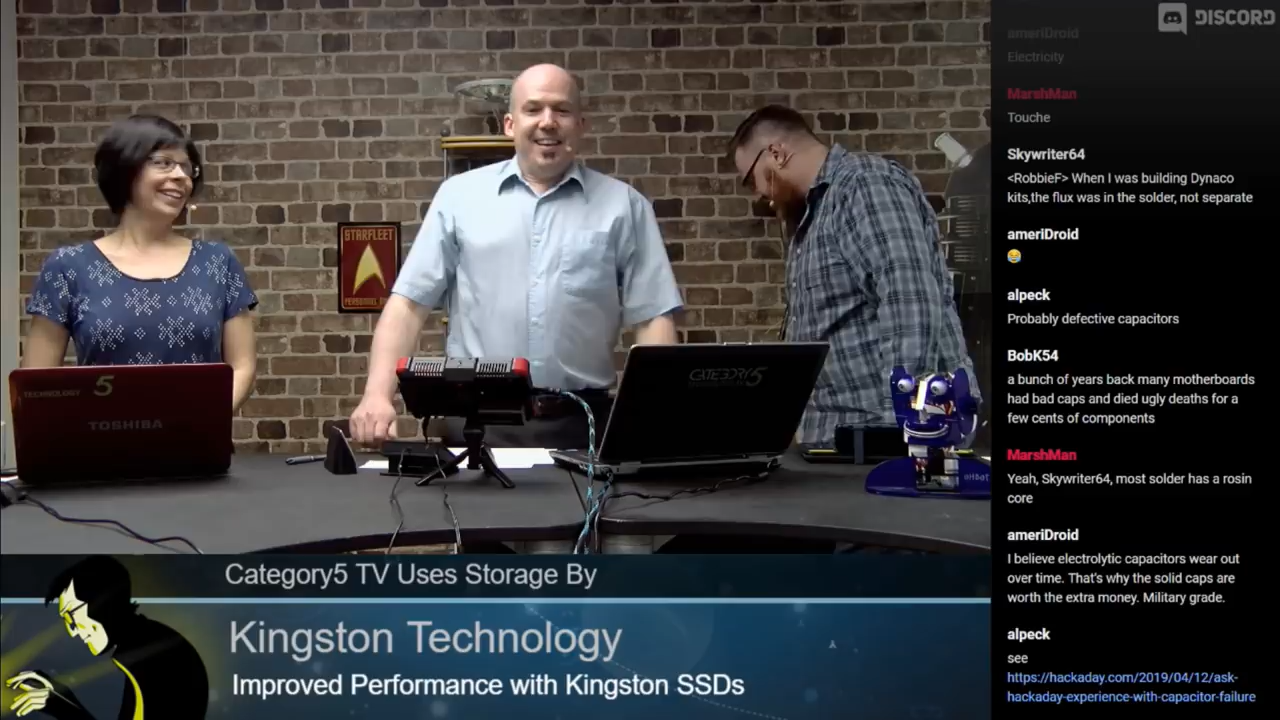 STARFLEET
TECHNOLOGY 5
TOSHIBA
CATEGORY5
Category5 TV Uses Storage By
Kingston Technology
Improved Performance with Kingston SSDs
DISCORD
ameriDroid
Electricity
MarshMan
Touche
Skywriter64
<RobbieF> When I was building Dynaco
kits,the flux was in the solder, not separate
ameriDroid
😂
alpeck
Probably defective capacitors
BobK54
a bunch of years back many motherboards
had bad caps and died ugly deaths for a
few cents of components
MarshMan
Yeah, Skywriter64, most solder has a rosin
core
ameriDroid
I believe electrolytic capacitors wear out
over time. That's why the solid caps are
worth the extra money. Military grade.
alpeck
see
https://hackaday.com/2019/04/12/ask-
hackaday-experience-with-capacitor-failure